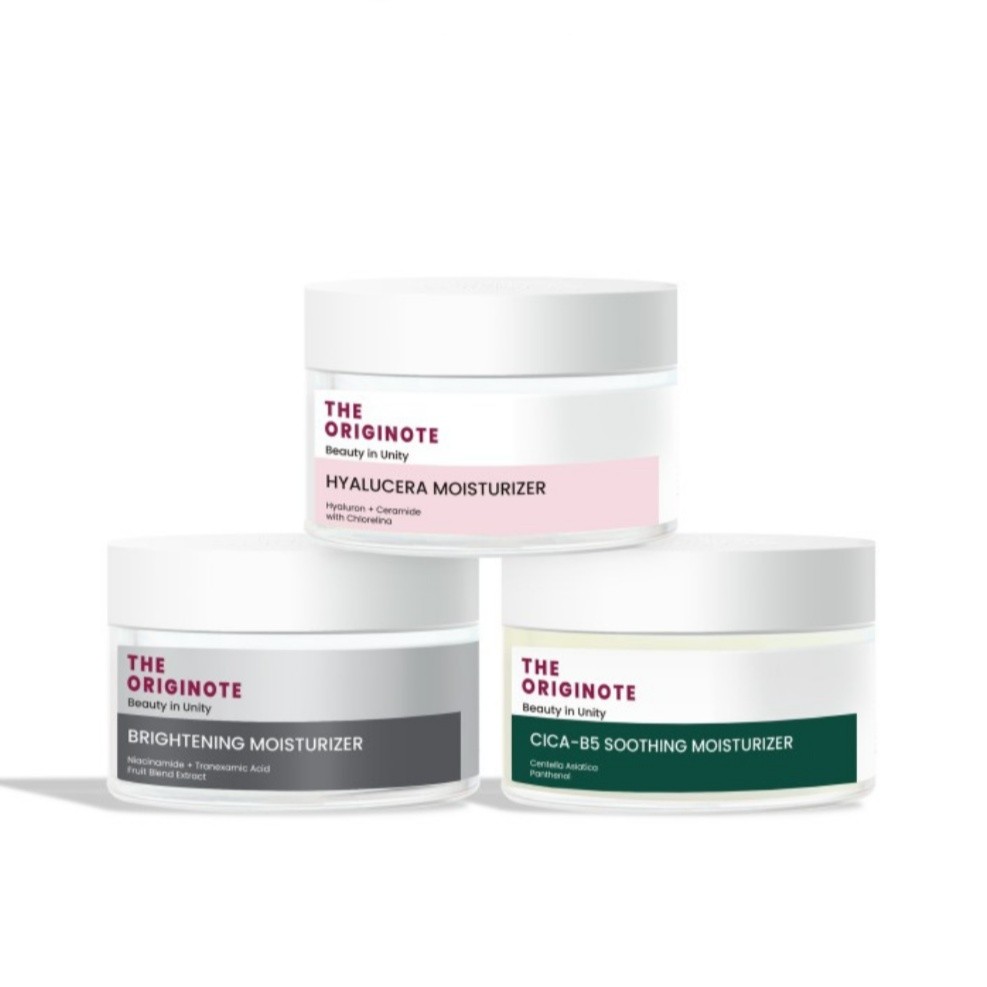 THE
ORIGINOTE
Beauty in Unity
HYALUCERA MOISTURIZER
Hyaluron + Ceramide
with Chlorelina
THE
ORIGINOTE
Beauty in Unity
BRIGHTENING MOISTURIZER
Niacinamide + Tranexamic Acid
Fruit Blend Extract
THE
ORIGINOTE
Beauty in Unity
CICA-B5 SOOTHING MOISTURIZER
Centella Asiatica
Panthenol